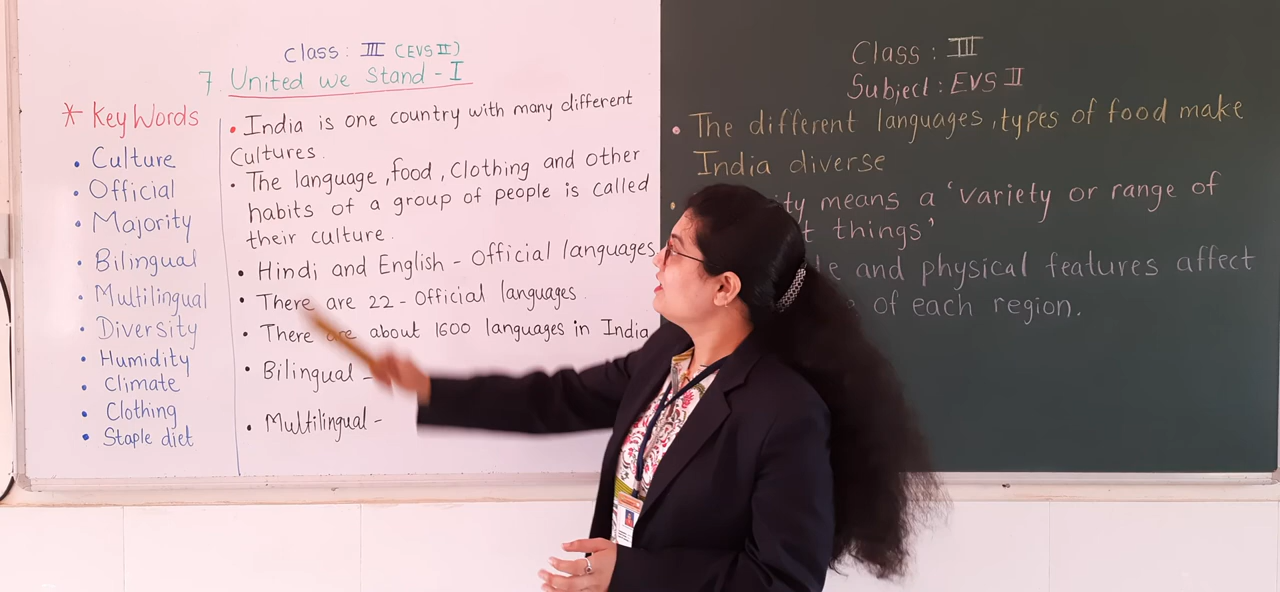 Class : III (EVS II)
7. United we Stand - I
* Key Words
• Culture
• Official
• Majority
• Bilingual
• Multilingual
• Diversity
• Humidity
• Climate
• Clothing
• Staple diet
• India is one country with many different
Cultures.
• The language, food, Clothing and other
habits of a group of people is called
their culture.
• Hindi and English - Official languages
• There are 22 - Official languages.
• There are about 1600 languages in India
• Bilingual -
• Multilingual -
Class : III
Subject : EVS II
• The different languages, types of food make
India diverse
• means a 'variety or range of
things'
and physical features affect
of each region.